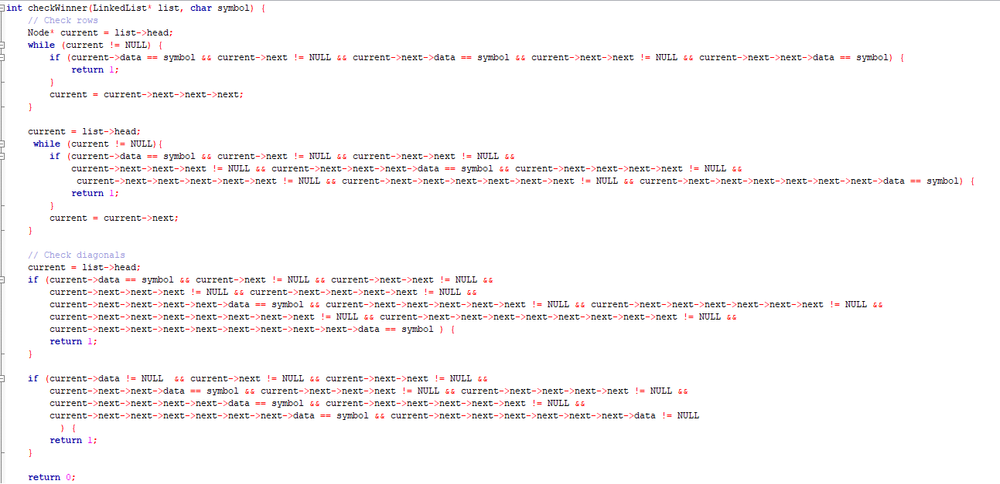 int checkWinner(LinkedList* list, char symbol) {
// Check rows
Node* current = list->head;
while (current != NULL) {
if (current->data == symbol && current->next != NULL && current->next->data == symbol && current->next->next != NULL && current->next->next->data == symbol) {
return 1;
}
current = current->next->next->next;
}
current = list->head;
while (current != NULL){
if (current->data == symbol && current->next != NULL && current->next->next != NULL &&
current->next->next->next != NULL && current->next->next->next->data == symbol && current->next->next->next->next != NULL &&
current->next->next->next->next->next != NULL && current->next->next->next->next->next->next != NULL && current->next->next->next->next->next->next->data == symbol) {
return 1;
}
current = current->next;
}
// Check diagonals
current = list->head;
if (current->data == symbol && current->next != NULL && current->next->next != NULL &&
current->next->next->next != NULL && current->next->next->next->next != NULL &&
current->next->next->next->next->data == symbol && current->next->next->next->next->next != NULL && current->next->next->next->next->next->next != NULL &&
current->next->next->next->next->next->next->next != NULL && current->next->next->next->next->next->next->next->next != NULL &&
current->next->next->next->next->next->next->next->next->data == symbol ) {
return 1;
}
if (current->data != NULL  && current->next != NULL && current->next->next != NULL &&
current->next->next->data == symbol && current->next->next->next != NULL && current->next->next->next->next != NULL &&
current->next->next->next->next->data == symbol && current->next->next->next->next->next != NULL &&
current->next->next->next->next->next->next->data == symbol && current->next->next->next->next->next->next->data != NULL
) {
return 1;
}
return 0;